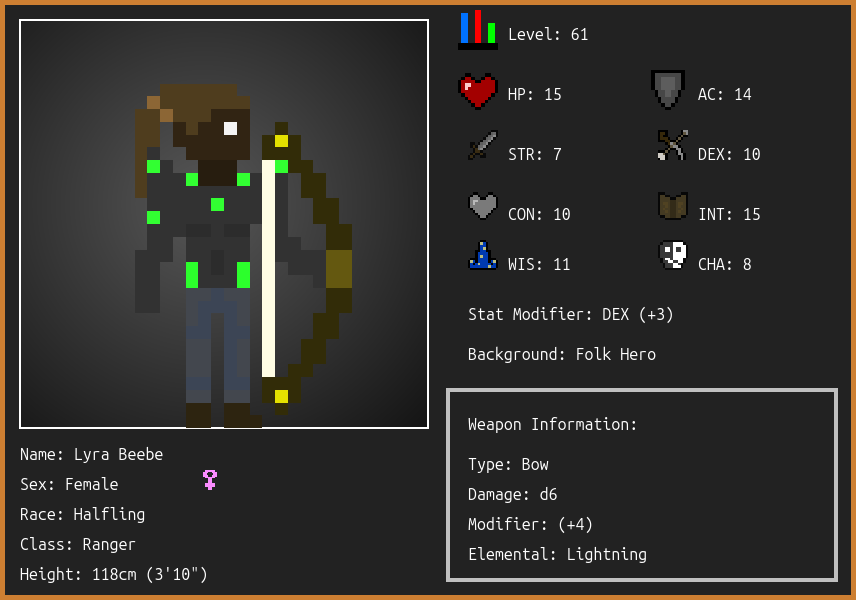 Level: 61
HP: 15
AC: 14
STR: 7
DEX: 10
CON: 10
INT: 15
WIS: 11
CHA: 8
Stat Modifier: DEX (+3)
Background: Folk Hero
Weapon Information:
Type: Bow
Damage: d6
Modifier: (+4)
Elemental: Lightning
Name: Lyra Beebe
Sex: Female
Race: Halfling
Class: Ranger
Height: 118cm (3'10")